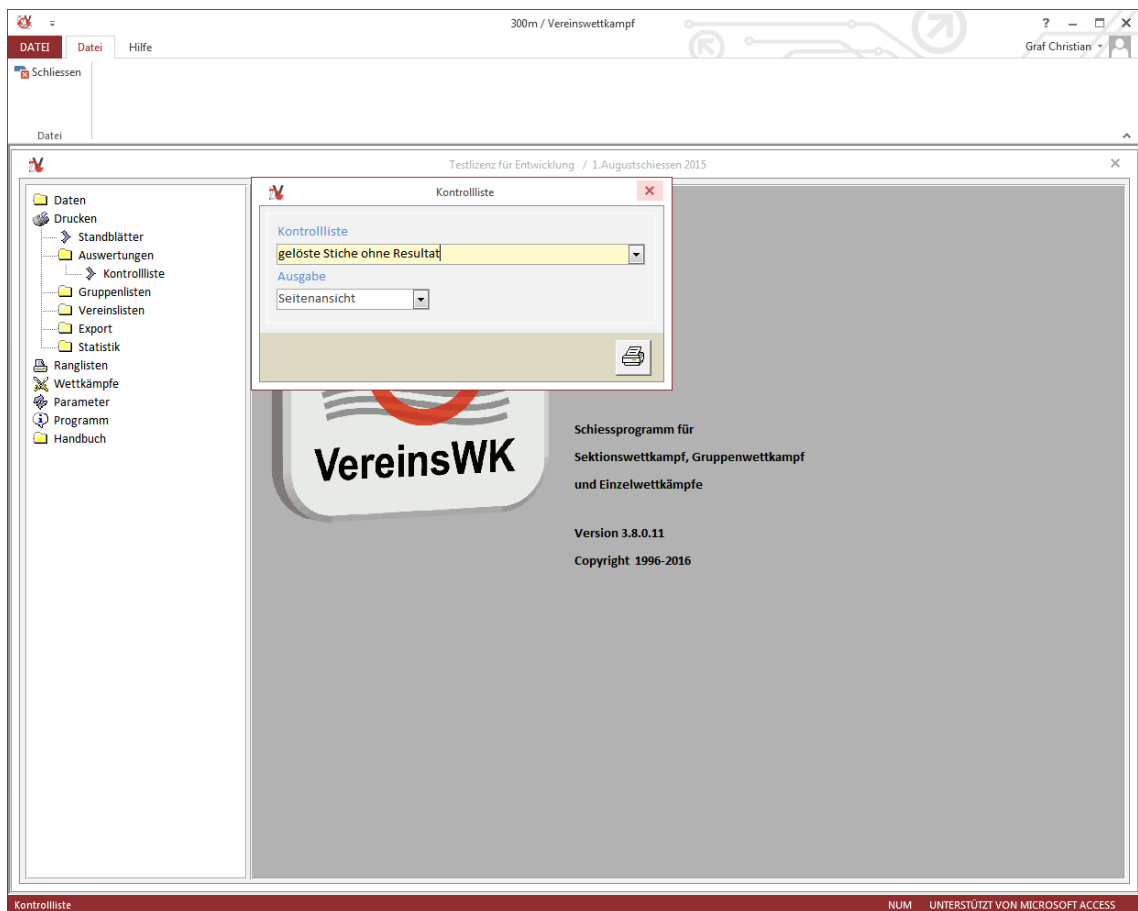 300m / Vereinswettkampf
?
DATEI Datei Hilfe Graf Christian
Schliessen
Datei
Testlizenz für Entwicklung / 1.Augustschiessen 2015
Daten
Drucken
Standblätter
Auswertungen
Kontrollliste
Gruppenlisten
Vereinslisten
Export
Statistik
Ranglisten
Wettkämpfe
Parameter
Programm
Handbuch
Kontrollliste
Kontrollliste
gelöste Stiche ohne Resultat
Ausgabe
Seitenansicht
VereinsWK
Schiessprogramm für
Sektionswettkampf, Gruppenwettkampf
und Einzelwettkämpfe
Version 3.8.0.11
Copyright 1996-2016
Kontrollliste NUM UNTERSTÜTZT VON MICROSOFT ACCESS